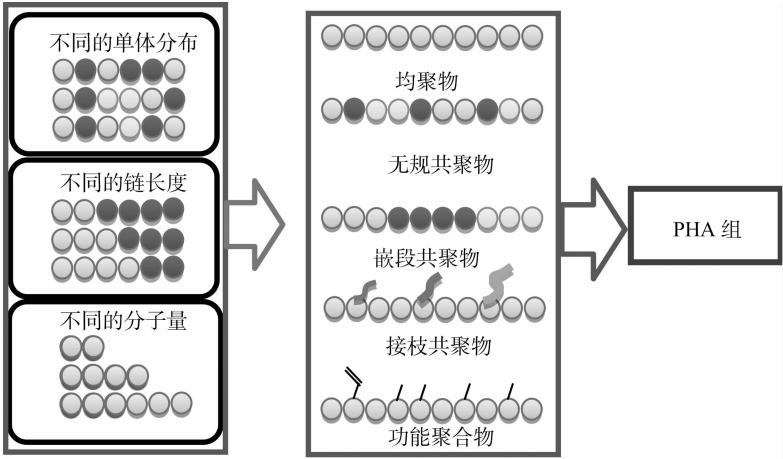 不同的单体分布
不同的链长度
不同的分子量
均聚物
无规共聚物
嵌段共聚物
接枝共聚物
功能聚合物
PHA 组